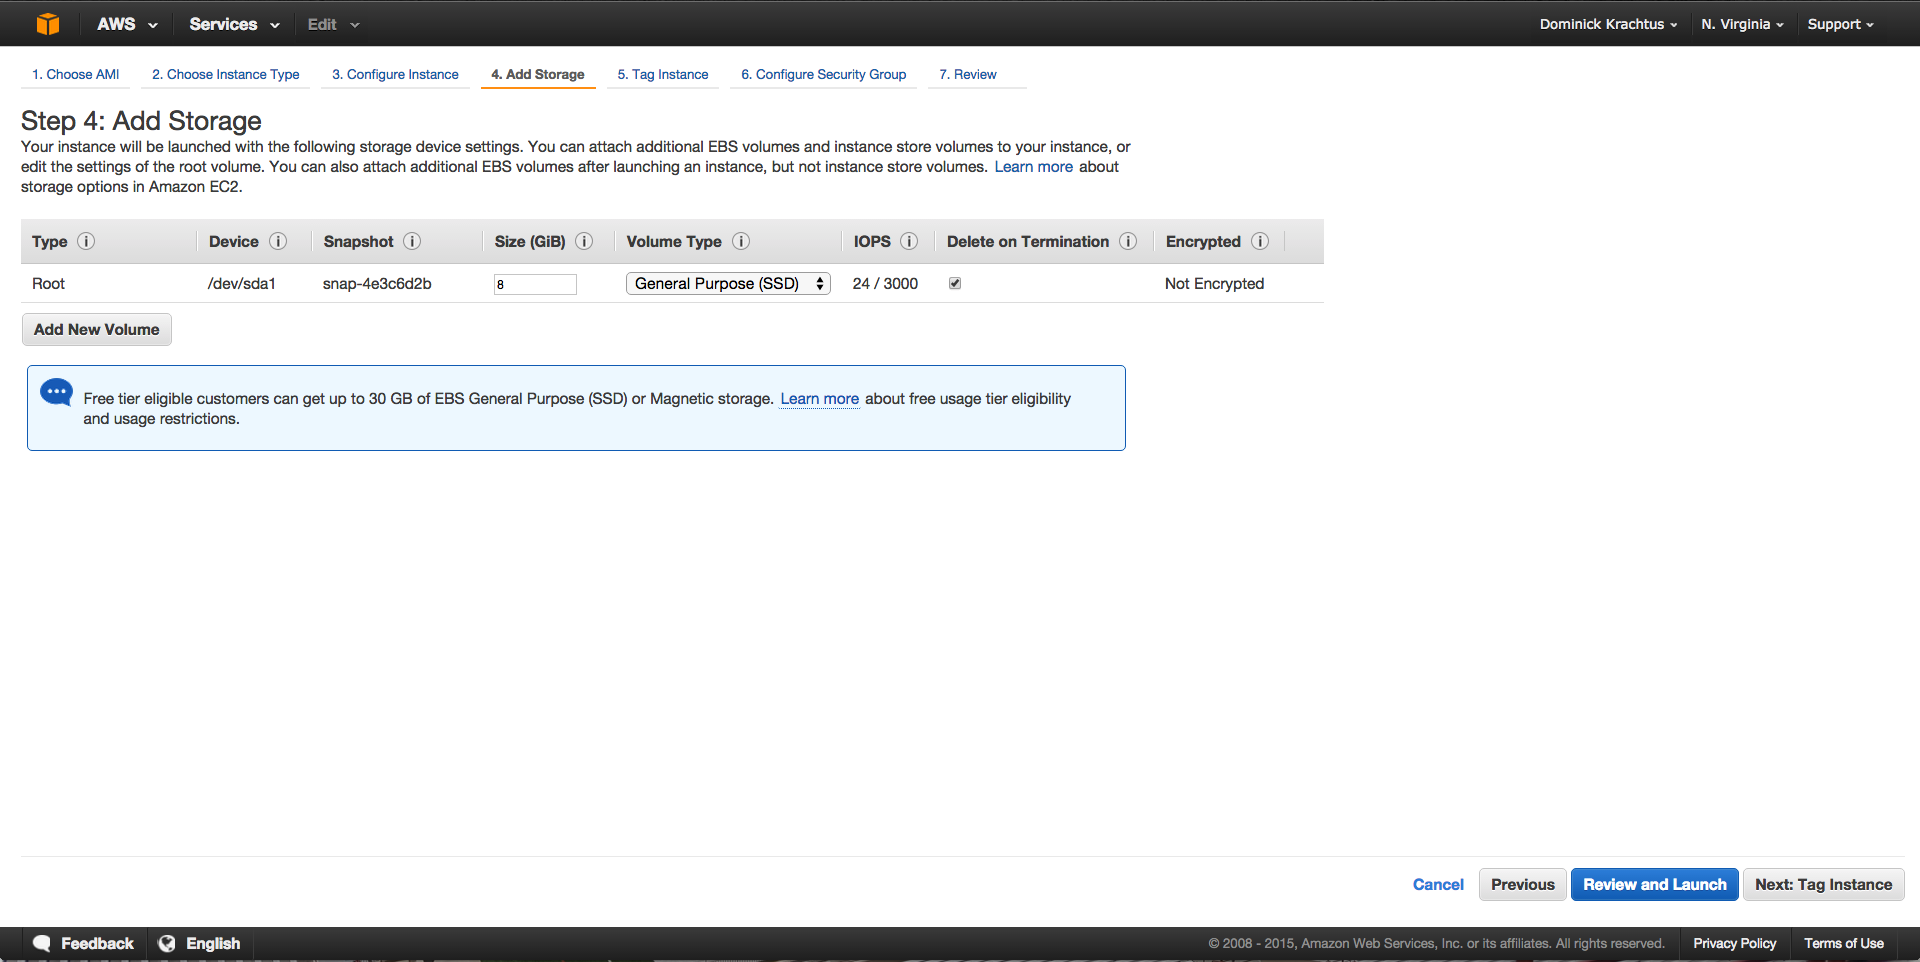 AWS Services Edit Dominick Krachtus N. Virginia Support
1. Choose AMI 2. Choose Instance Type 3. Configure Instance 4. Add Storage 5. Tag Instance 6. Configure Security Group 7. Review
Step 4: Add Storage
Your instance will be launched with the following storage device settings. You can attach additional EBS volumes and instance store volumes to your instance, or
edit the settings of the root volume. You can also attach additional EBS volumes after launching an instance, but not instance store volumes. Learn more about
storage options in Amazon EC2.
Type i Device i Snapshot i Size (GiB) i Volume Type i IOPS i Delete on Termination i Encrypted i
Root /dev/sda1 snap-4e3c6d2b 8 General Purpose (SSD) 24 / 3000 Not Encrypted
Add New Volume
Free tier eligible customers can get up to 30 GB of EBS General Purpose (SSD) or Magnetic storage. Learn more about free usage tier eligibility
and usage restrictions.
Cancel Previous Review and Launch Next: Tag Instance
Feedback English © 2008 - 2015, Amazon Web Services, Inc. or its affiliates. All rights reserved. Privacy Policy Terms of Use